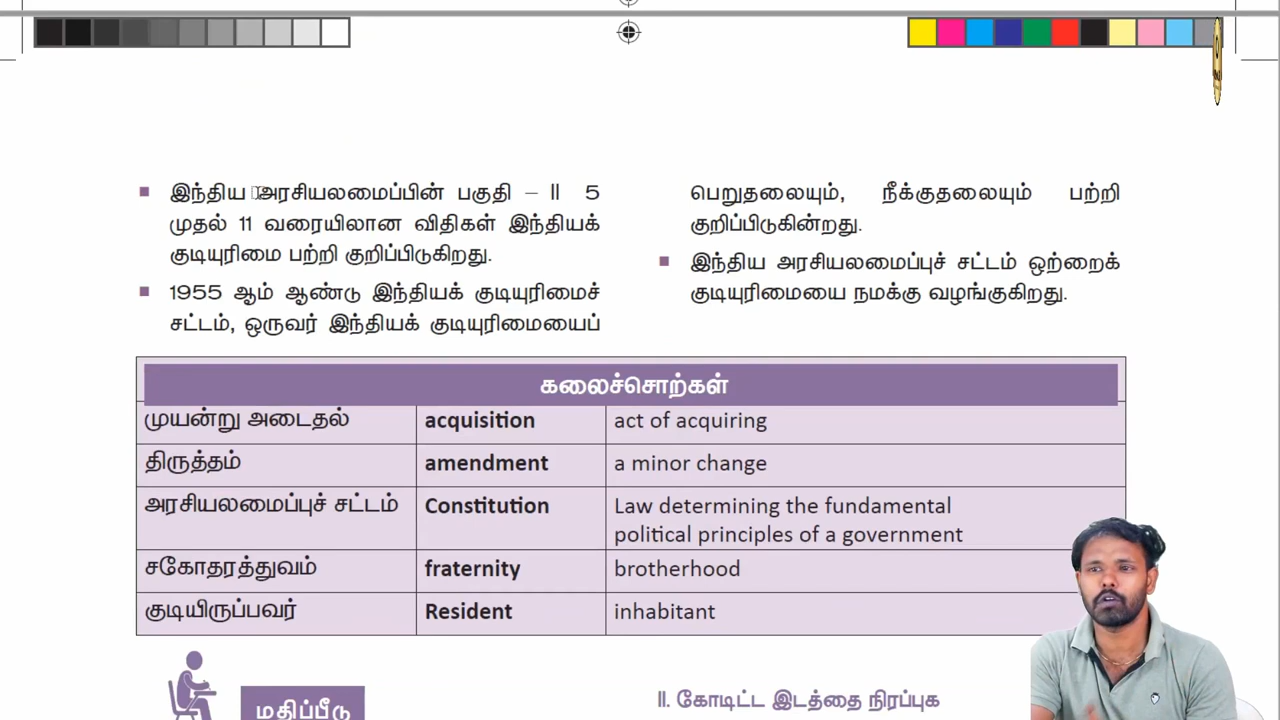 இந்திய அரசியலமைப்பின் பகுதி – II 5
முதல் 11 வரையிலான விதிகள் இந்தியக்
குடியுரிமை பற்றி குறிப்பிடுகிறது.
1955 ஆம் ஆண்டு இந்தியக் குடியுரிமைச்
சட்டம், ஒருவர் இந்தியக் குடியுரிமையைப்
பெறுதலையும், நீக்குதலையும் பற்றி
குறிப்பிடுகின்றது.
இந்திய அரசியலமைப்புச் சட்டம் ஒற்றைக்
குடியுரிமையை நமக்கு வழங்குகிறது.
கலைச்சொற்கள்
முயன்று அடைதல் acquisition act of acquiring
திருத்தம் amendment a minor change
அரசியலமைப்புச் சட்டம் Constitution Law determining the fundamental
political principles of a government
சகோதரத்துவம் fraternity brotherhood
குடியிருப்பவர் Resident inhabitant
மதிப்பீடு
II. கோடிட்ட இடத்தை நிரப்புக